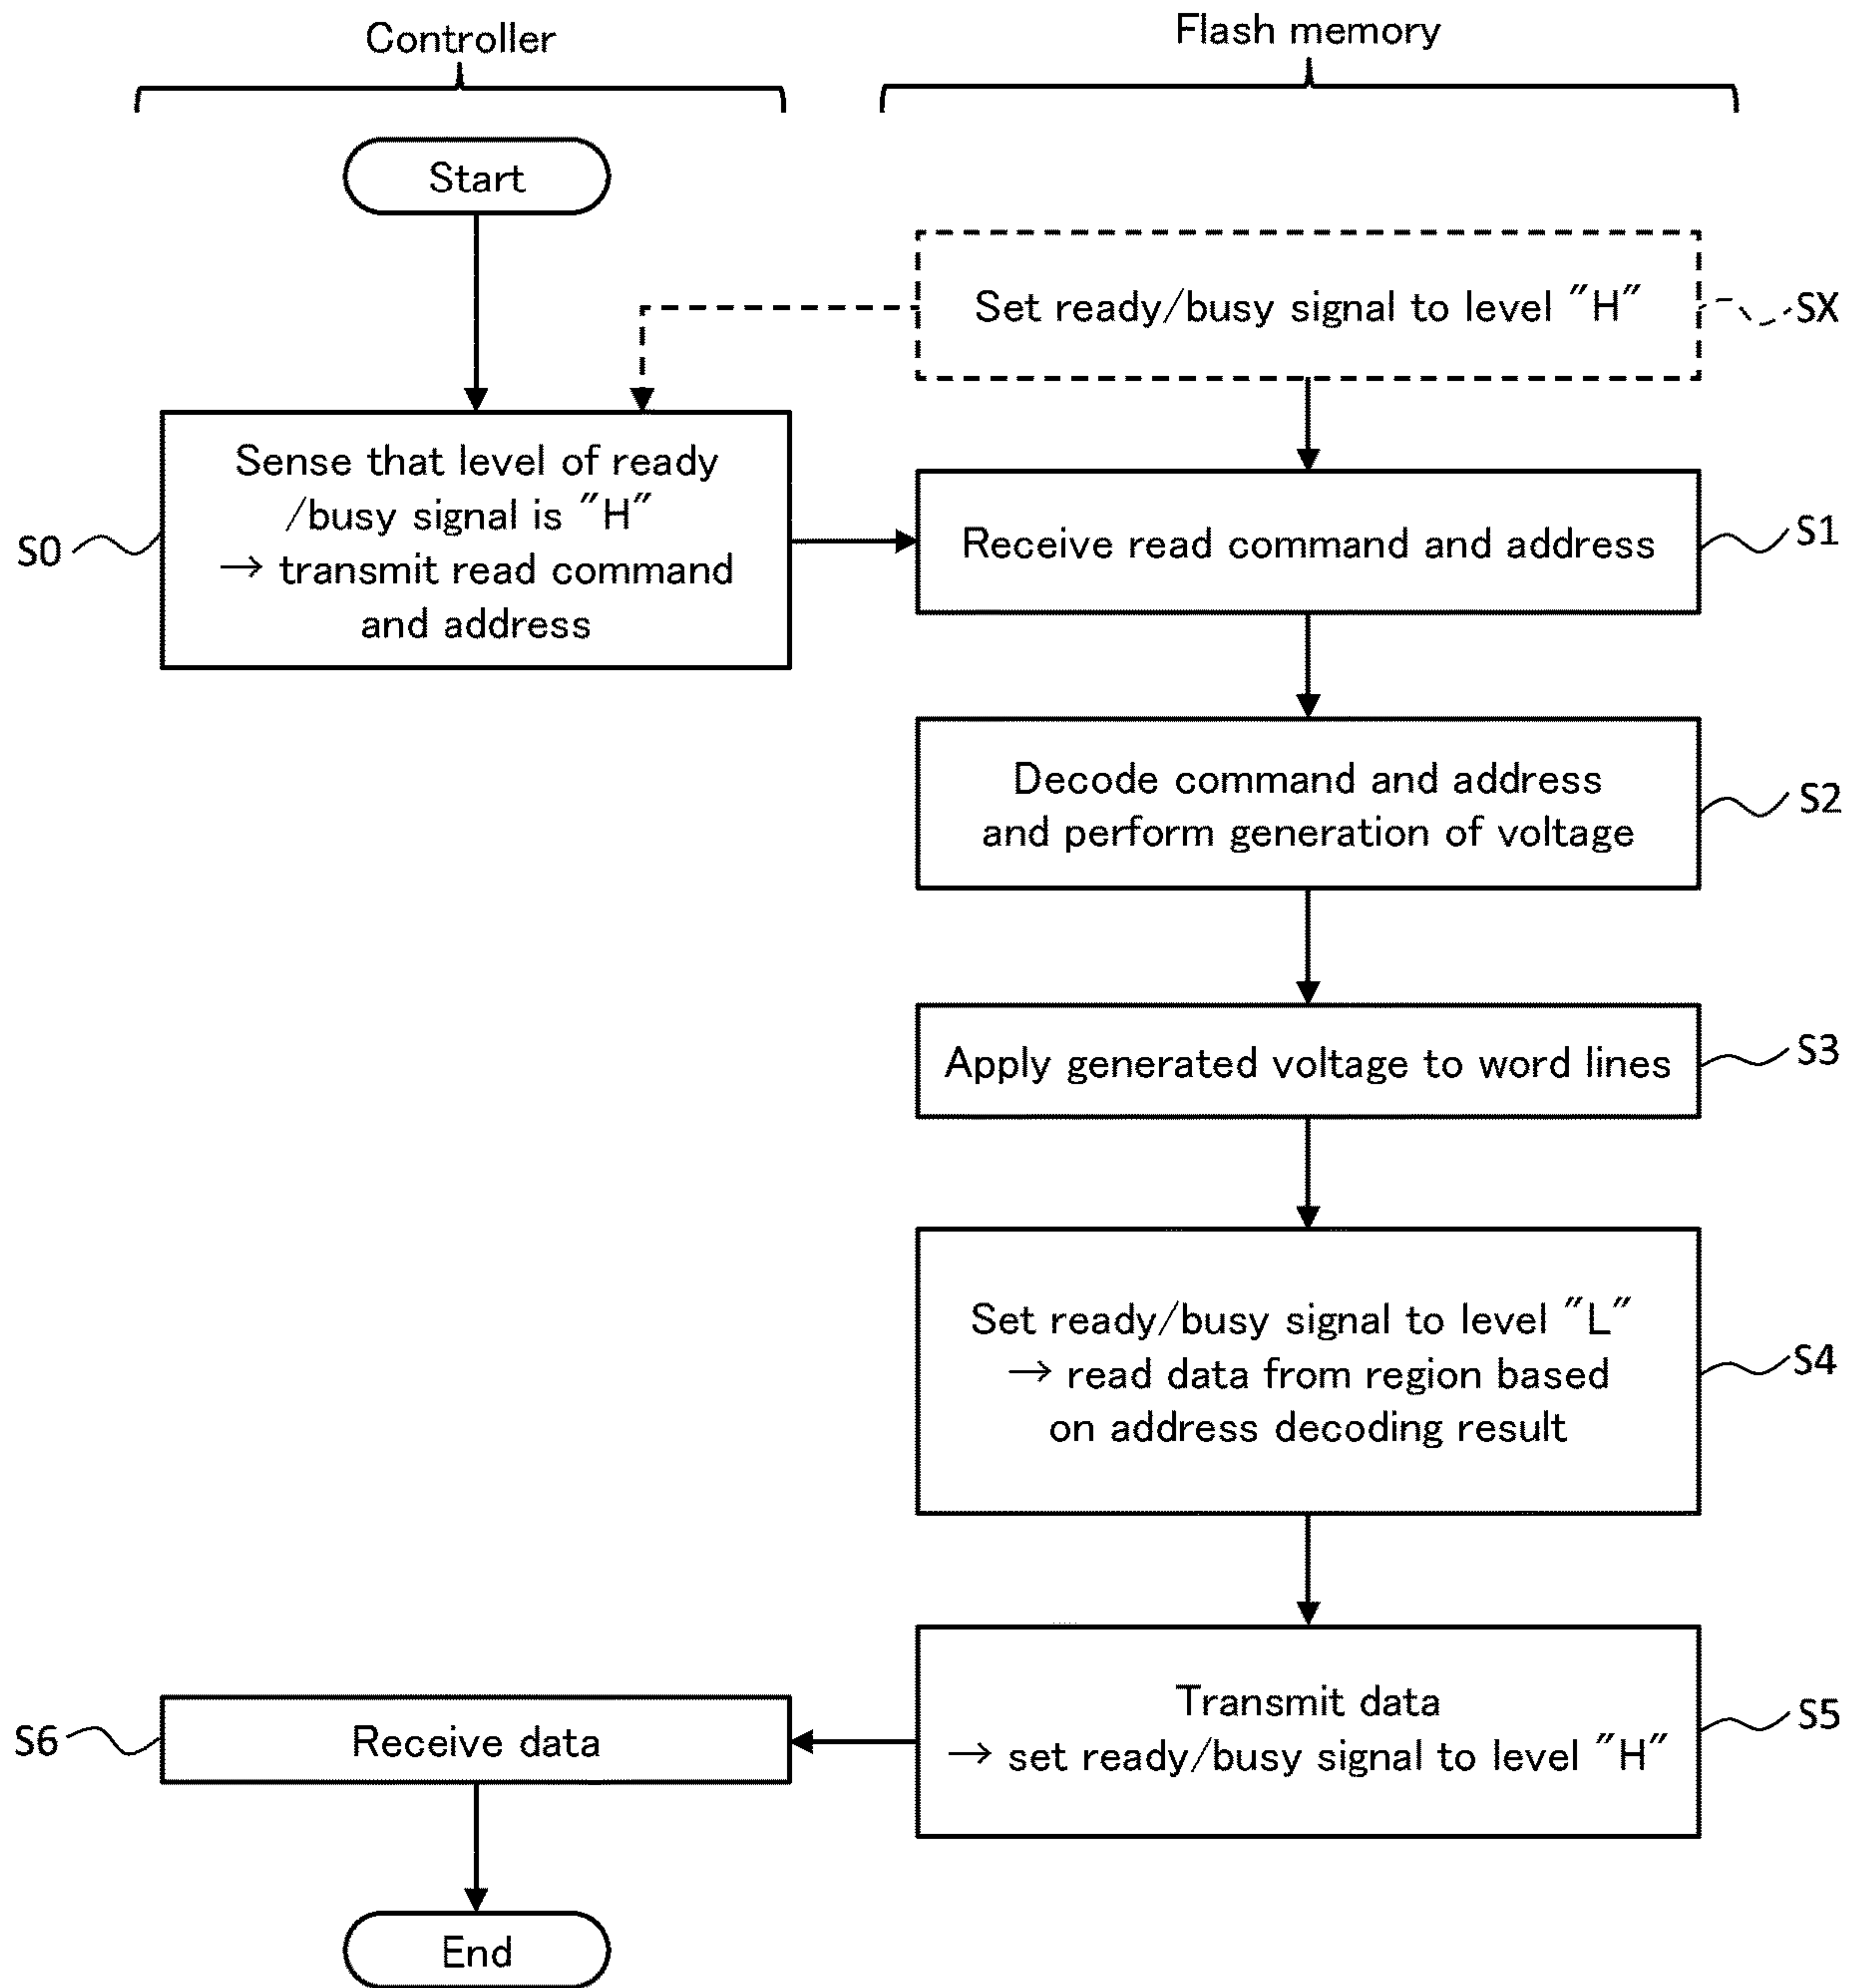 Controller
Flash memory
Start
Set ready/busy signal to level "H"
SX
Sense that level of ready
/busy signal is "H"
→ transmit read command
and address
S0
Receive read command and address
S1
Decode command and address
and perform generation of voltage
S2
Apply generated voltage to word lines
S3
Set ready/busy signal to level "L"
→ read data from region based
on address decoding result
S4
Transmit data
→ set ready/busy signal to level "H"
S5
S6
Receive data
End